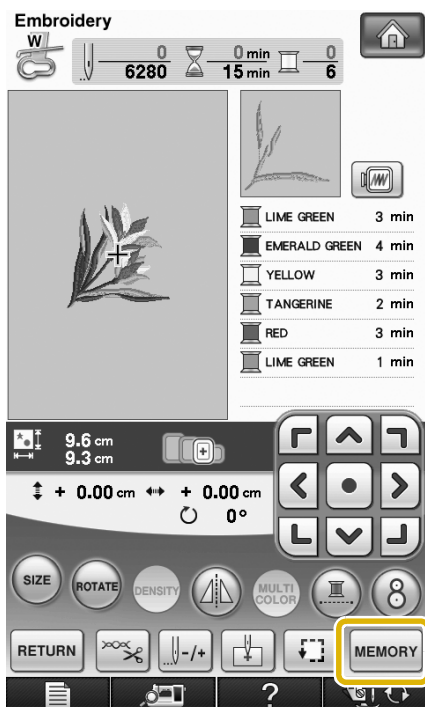 Embroidery
W
0 0 min 0
6280 15 min 6
LIME GREEN 3 min
EMERALD GREEN 4 min
YELLOW 3 min
TANGERINE 2 min
RED 3 min
LIME GREEN 1 min
9.6 cm
9.3 cm
+ 0.00 cm + 0.00 cm
0°
SIZE ROTATE DENSITY MULTI COLOR 8
RETURN -/+ MEMORY
?